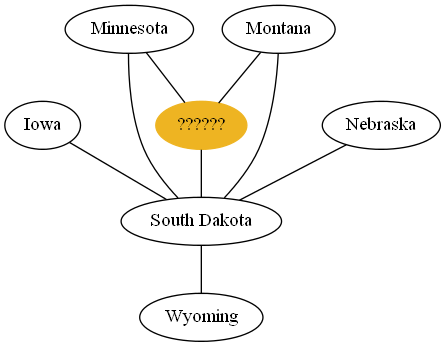 Minnesota
Montana
Iowa
??????
Nebraska
South Dakota
Wyoming